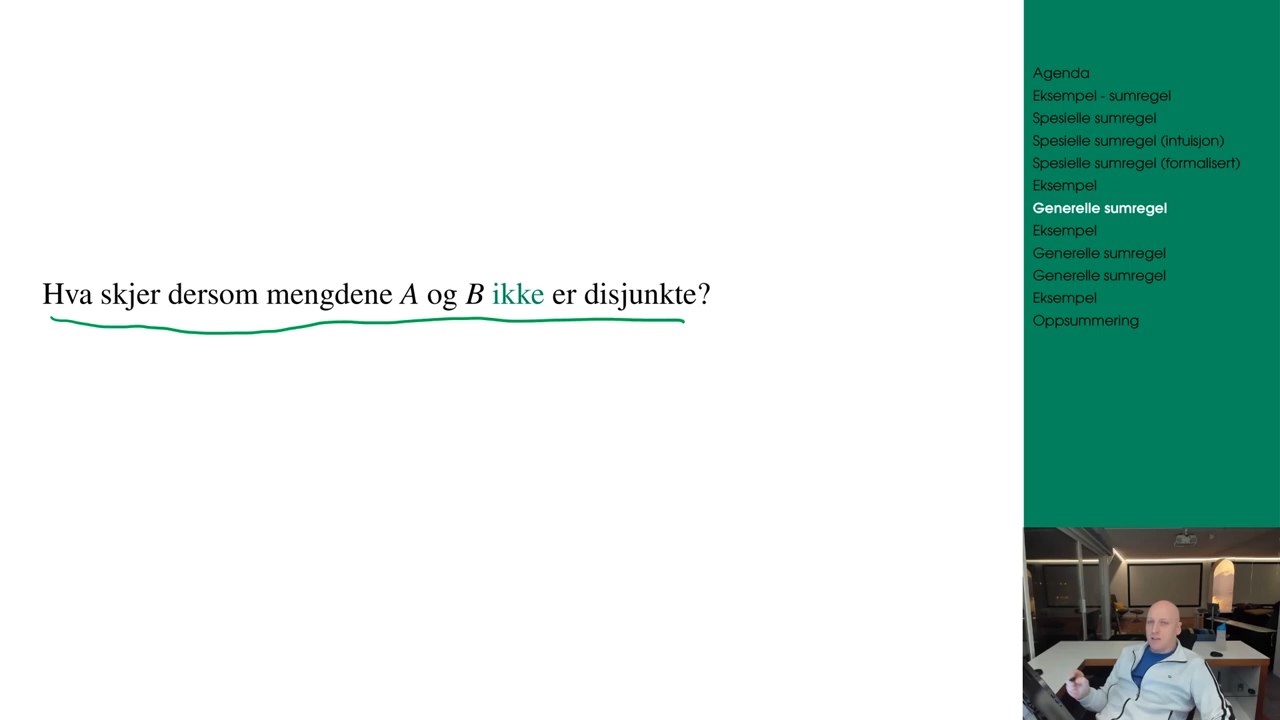 Hva skjer dersom mengdene A og B ikke er disjunkte?
Agenda
Eksempel - sumregel
Spesielle sumregel
Spesielle sumregel (intuisjon)
Spesielle sumregel (formalisert)
Eksempel
Generelle sumregel
Eksempel
Generelle sumregel
Generelle sumregel
Eksempel
Oppsummering